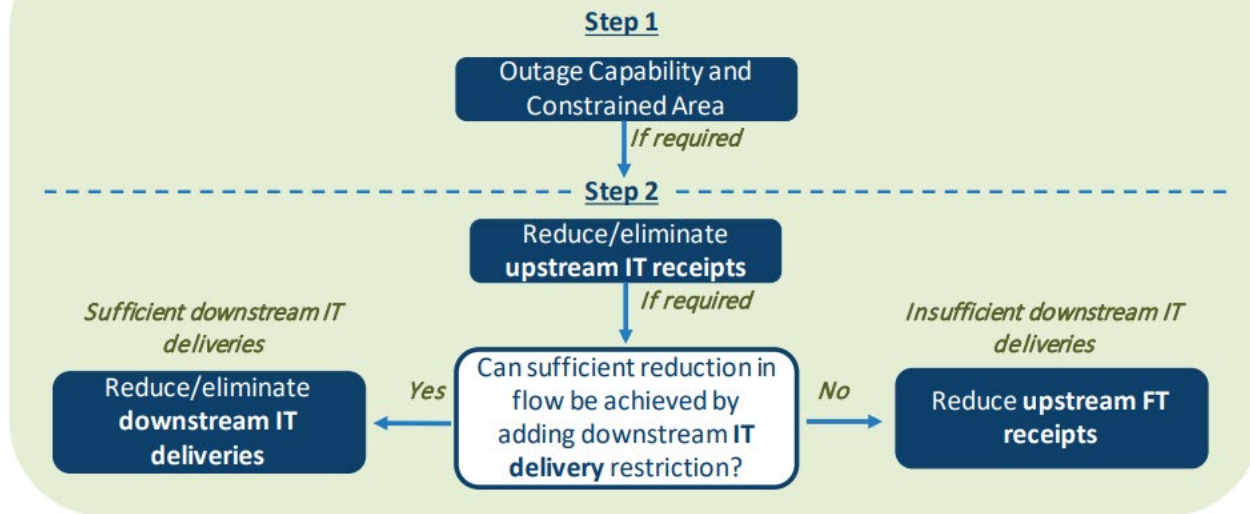 Step 1
Outage Capability and
Constrained Area
If required
Step 2
Reduce/eliminate
upstream IT receipts
If required
Sufficient downstream IT
deliveries
Reduce/eliminate
downstream IT
deliveries
Yes
Can sufficient reduction in
flow be achieved by
adding downstream IT
delivery restriction?
No
Insufficient downstream IT
deliveries
Reduce upstream FT
receipts